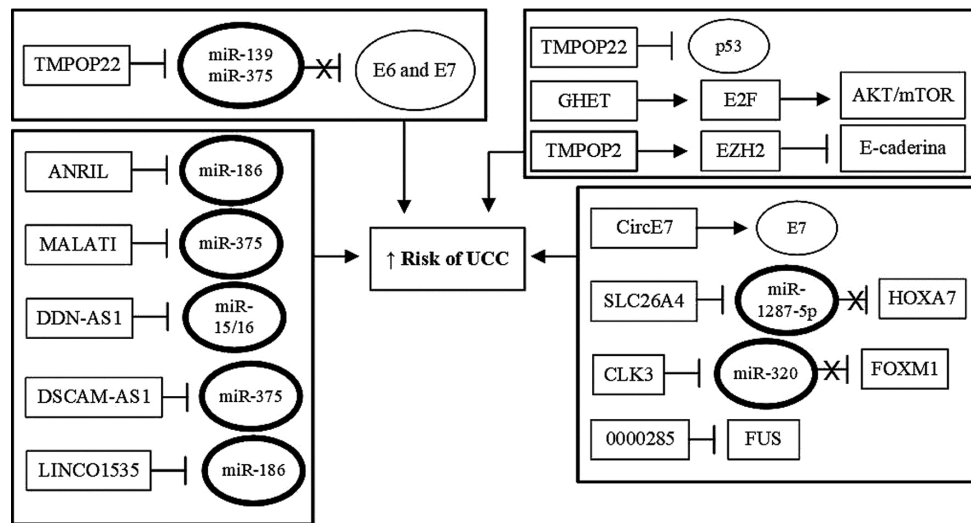 TMPOP22
miR-139
miR-375
X
E6 and E7
TMPOP22
p53
GHET
E2F
AKT/mTOR
TMPOP2
EZH2
E-caderina
ANRIL
miR-186
MALATI
miR-375
DDN-AS1
miR-
15/16
DSCAM-AS1
miR-375
LINCO1535
miR-186
↑ Risk of UCC
CircE7
E7
SLC26A4
miR-
1287-5p
X
HOXA7
CLK3
miR-320
X
FOXM1
0000285
FUS